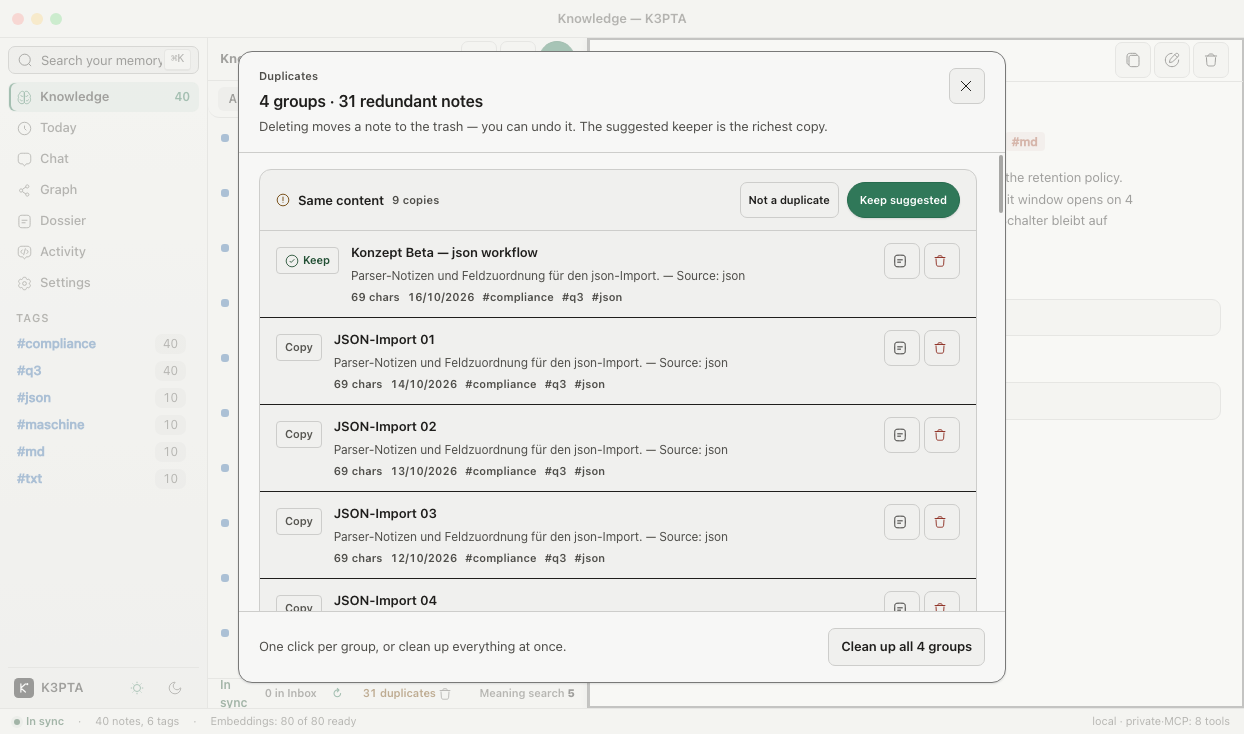 Knowledge — K3PTA
Search your memory
⌘K
Knowledge 40
Today
Chat
Graph
Dossier
Activity
Settings
TAGS
#compliance 40
#q3 40
#json 10
#maschine 10
#md 10
#txt 10
K3PTA
Duplicates
4 groups · 31 redundant notes
Deleting moves a note to the trash — you can undo it. The suggested keeper is the richest copy.
Same content 9 copies
Not a duplicate
Keep suggested
Keep
Konzept Beta — json workflow
Parser-Notizen und Feldzuordnung für den json-Import. — Source: json
69 chars 16/10/2026 #compliance #q3 #json
Copy
JSON-Import 01
Parser-Notizen und Feldzuordnung für den json-Import. — Source: json
69 chars 14/10/2026 #compliance #q3 #json
Copy
JSON-Import 02
Parser-Notizen und Feldzuordnung für den json-Import. — Source: json
69 chars 13/10/2026 #compliance #q3 #json
Copy
JSON-Import 03
Parser-Notizen und Feldzuordnung für den json-Import. — Source: json
69 chars 12/10/2026 #compliance #q3 #json
Copy
JSON-Import 04
One click per group, or clean up everything at once.
Clean up all 4 groups
#md
the retention policy.
it window opens on 4
chalter bleibt auf
In sync
0 in Inbox
31 duplicates
Meaning search 5
In sync · 40 notes, 6 tags · Embeddings: 80 of 80 ready
local · private·MCP: 8 tools